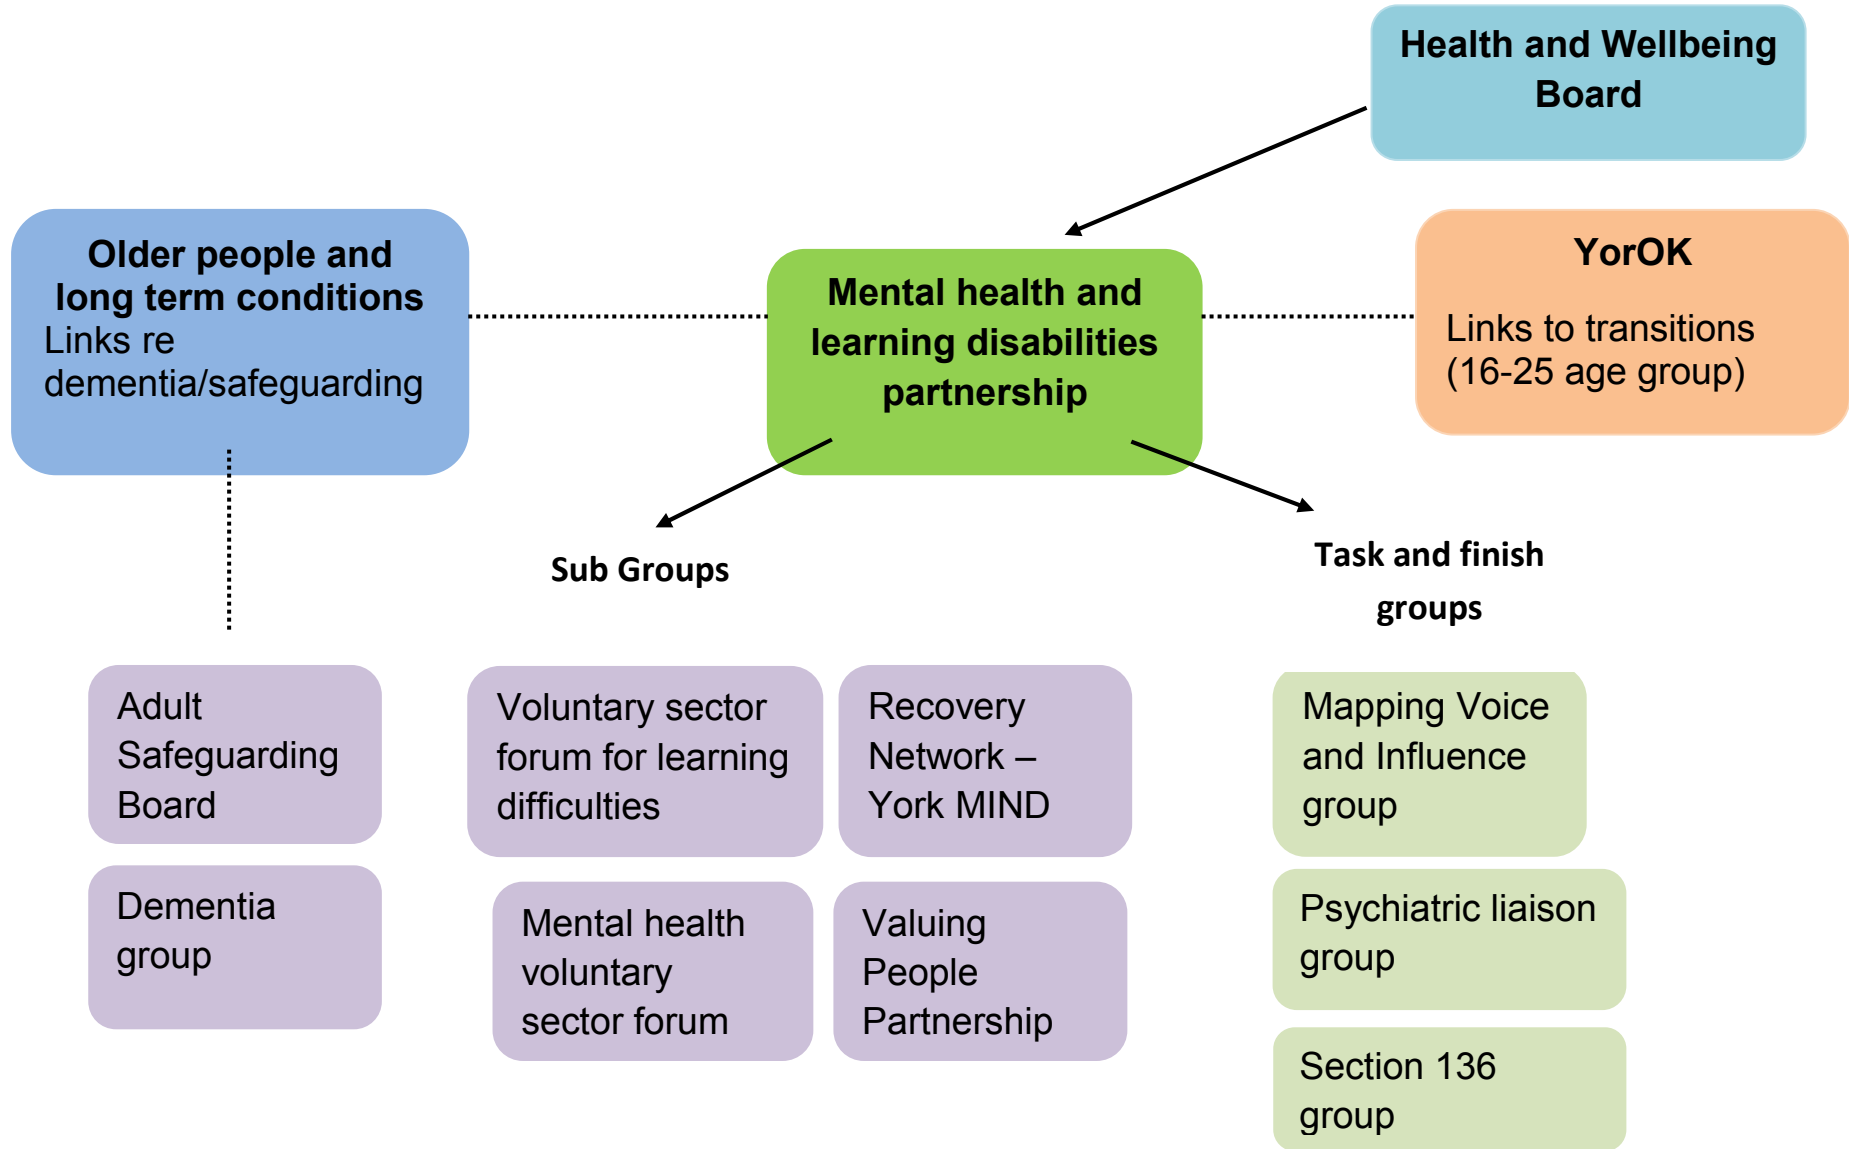 Health and Wellbeing
Board
Older people and
long term conditions
Links re
dementia/safeguarding
Mental health and
learning disabilities
partnership
YorOK
Links to transitions
(16-25 age group)
Sub Groups
Task and finish
groups
Adult
Safeguarding
Board
Dementia
group
Voluntary sector
forum for learning
difficulties
Recovery
Network –
York MIND
Mental health
voluntary
sector forum
Valuing
People
Partnership
Mapping Voice
and Influence
group
Psychiatric liaison
group
Section 136
group